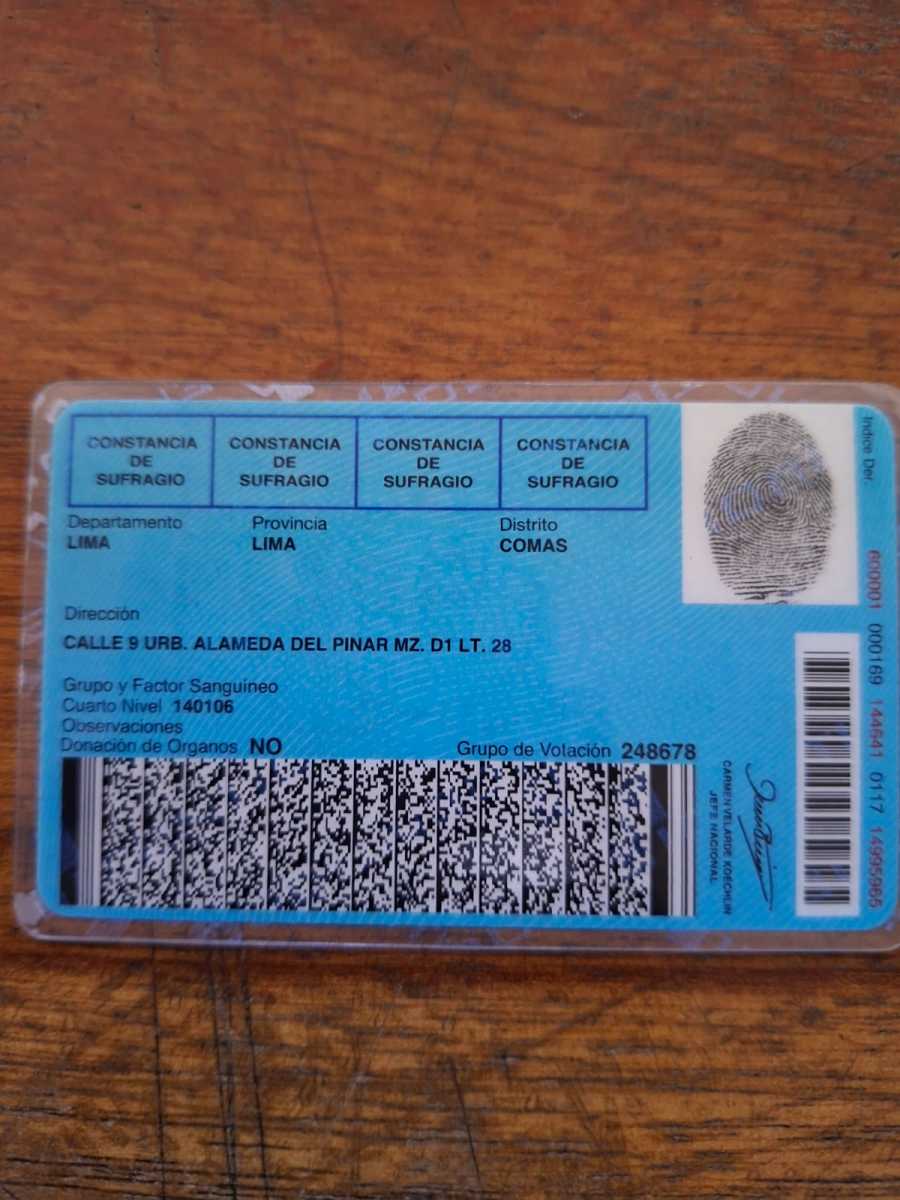 CONSTANCIA DE SUFRAGIO
CONSTANCIA DE SUFRAGIO
CONSTANCIA DE SUFRAGIO
CONSTANCIA DE SUFRAGIO
Departamento Provincia Distrito
LIMA LIMA COMAS
Dirección
CALLE 9 URB. ALAMEDA DEL PINAR MZ. D1 LT. 28
Grupo y Factor Sanguineo
Cuarto Nivel 140106
Observaciones
Donación de Organos NO
Grupo de Votación 248678
CARMEN VELARDE KOECHLIN
JEFE NACIONAL
Indice Der.
600001 000169 144641 0117 14995965